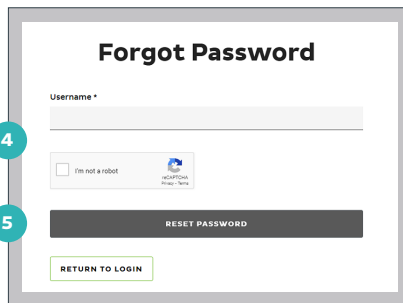 Forgot Password
Username *
4
I'm not a robot
reCAPTCHA
Privacy - Terms
5
RESET PASSWORD
RETURN TO LOGIN